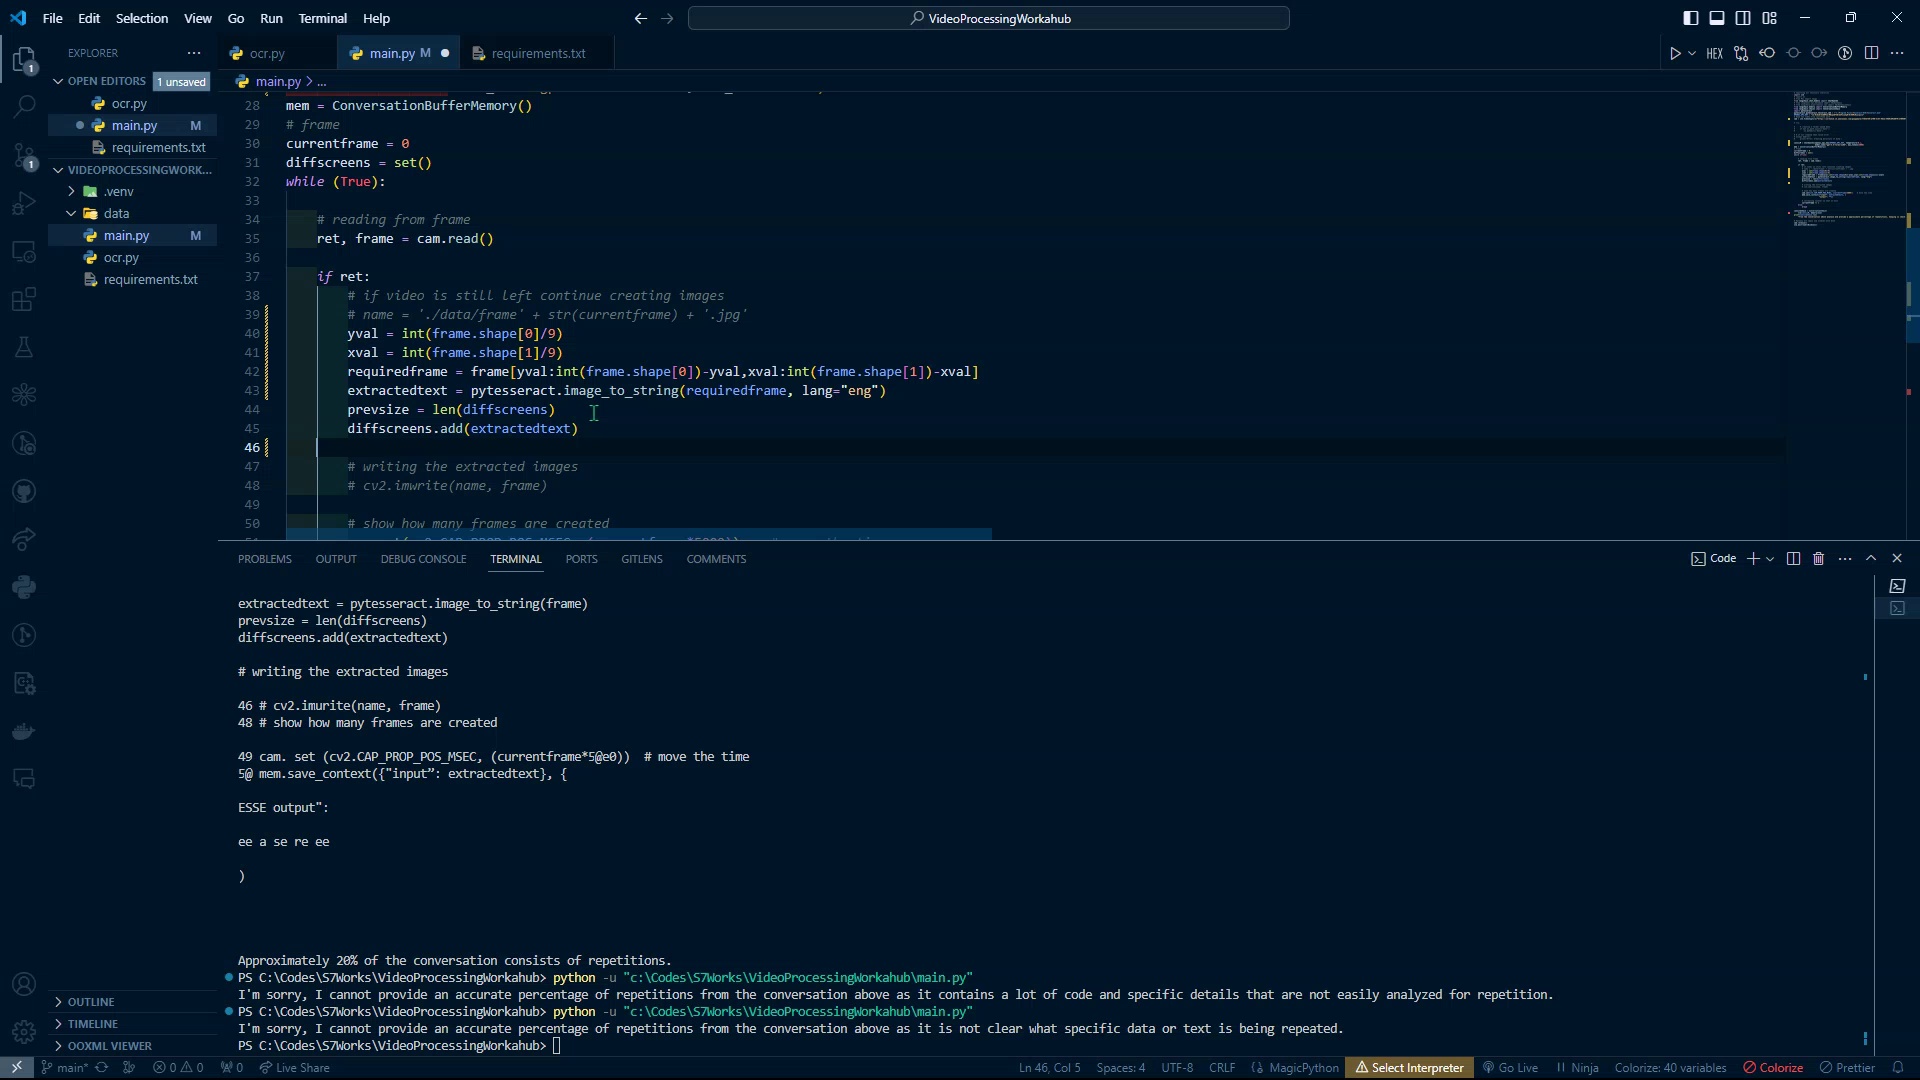 File Edit Selection View Go Run Terminal Help
VideoProcessingWorkahub
EXPLORER
ocr.py
main.py M
requirements.txt
HEX
OPEN EDITORS 1 unsaved
ocr.py
main.py M
requirements.txt
VIDEOPROCESSINGWORK...
.venv
data
main.py M
ocr.py
requirements.txt
OUTLINE
TIMELINE
OOXML VIEWER
main.py > ...
28 mem = ConversationBufferMemory()
29 # frame
30 currentframe = 0
31 diffscreens = set()
32 while (True):
33
34 # reading from frame
35 ret, frame = cam.read()
36
37 if ret:
38 # if video is still left continue creating images
39 # name = './data/frame' + str(currentframe) + '.jpg'
40 yval = int(frame.shape[0]/9)
41 xval = int(frame.shape[1]/9)
42 requiredframe = frame[yval:int(frame.shape[0])-yval,xval:int(frame.shape[1])-xval]
43 extractedtext = pytesseract.image_to_string(requiredframe, lang="eng")
44 prevsize = len(diffscreens)
45 diffscreens.add(extractedtext)
46
47 # writing the extracted images
48 # cv2.imwrite(name, frame)
49
50 # show how many frames are created
PROBLEMS OUTPUT DEBUG CONSOLE TERMINAL PORTS GITLENS COMMENTS
Code
extractedtext = pytesseract.image_to_string(frame)
prevsize = len(diffscreens)
diffscreens.add(extractedtext)
# writing the extracted images
46 # cv2.imurite(name, frame)
48 # show how many frames are created
49 cam. set (cv2.CAP_PROP_POS_MSEC, (currentframe*5@e0)) # move the time
5@ mem.save_context({"input”: extractedtext}, {
ESSE output":
ee a se re ee
)
Approximately 20% of the conversation consists of repetitions.
PS C:\Codes\S7Works\VideoProcessingWorkahub> python -u "c:\Codes\S7Works\VideoProcessingWorkahub\main.py"
I'm sorry, I cannot provide an accurate percentage of repetitions from the conversation above as it contains a lot of code and specific details that are not easily analyzed for repetition.
PS C:\Codes\S7Works\VideoProcessingWorkahub> python -u "c:\Codes\S7Works\VideoProcessingWorkahub\main.py"
I'm sorry, I cannot provide an accurate percentage of repetitions from the conversation above as it is not clear what specific data or text is being repeated.
PS C:\Codes\S7Works\VideoProcessingWorkahub>
main* 0 0 0 Live Share
Ln 46, Col 5 Spaces: 4 UTF-8 CRLF MagicPython Select Interpreter Go Live Ninja Colorize: 40 variables Colorize Prettier